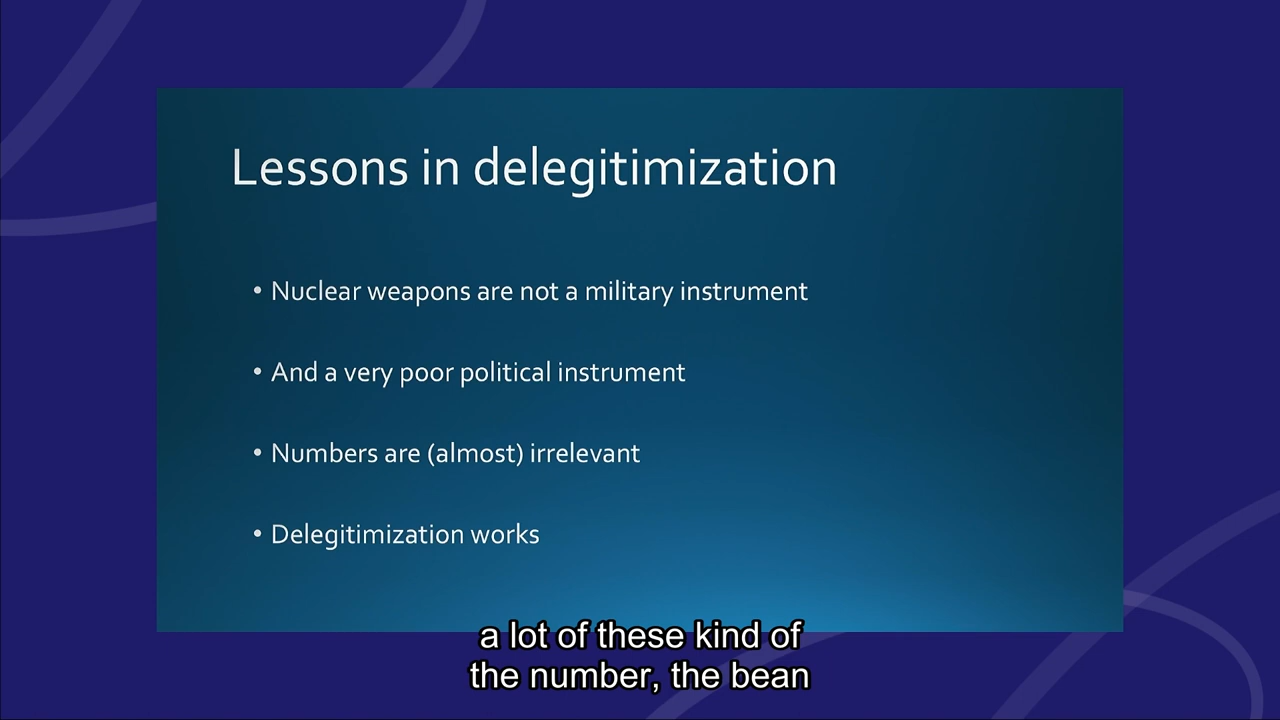 Lessons in delegitimization
• Nuclear weapons are not a military instrument
• And a very poor political instrument
• Numbers are (almost) irrelevant
• Delegitimization works
a lot of these kind of
the number, the bean